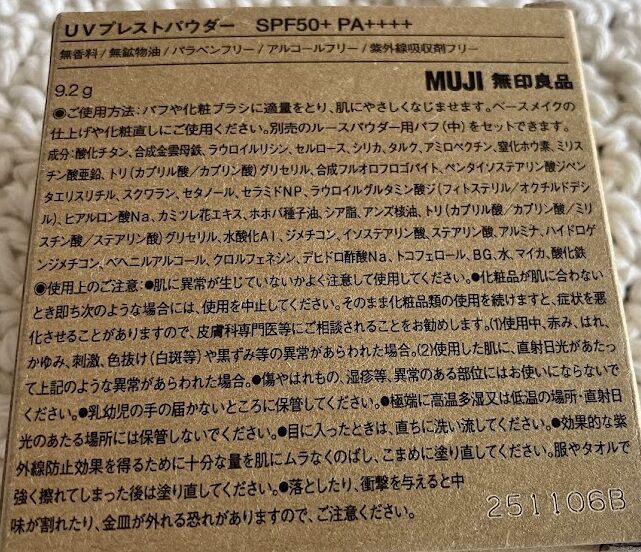 UVプレストパウダー SPF50+ PA++++
無香料/無鉱物油/パラベンフリー/アルコールフリー/紫外線吸収剤フリー
9.2g
MUJI 無印良品
◉ご使用方法:パフや化粧ブラシに適量をとり、肌にやさしくなじませます。ベースメイクの
仕上げや化粧直しにご使用ください。別売のルースパウダー用パフ(中)をセットできます。
成分:酸化チタン、合成金雲母鉄、ラウロイルリシン、セルロース、シリカ、タルク、アミロペクチン、窒化ホウ素、ミリス
チン酸亜鉛、トリ(カプリル酸/カプリン酸)グリセリル、合成フルオロフロゴパイト、ペンタイソステアリン酸ジペン
タエリスリチル、スクワラン、セタノール、セラミドNP、ラウロイルグルタミン酸ジ(フィトステリル/オクチルドデシ
ル)、ヒアルロン酸Na、カミツレ花エキス、ホホバ種子油、シア脂、アンズ核油、トリ(カプリル酸/カプリン酸/ミリ
スチン酸/ステアリン酸)グリセリル、水酸化Al、ジメチコン、イソステアリン酸、ステアリン酸、アルミナ、ハイドロゲ
ンジメチコン、ベヘニルアルコール、クロルフェネシン、デヒドロ酢酸Na、トコフェロール、BG、水、マイカ、酸化鉄
◉使用上のご注意:●肌に異常が生じていないかよく注意して使用してください。●化粧品が肌に合わない
とき即ち次のような場合には、使用を中止してください。そのまま化粧品類の使用を続けますと、症状を悪
化させることがありますので、皮膚科専門医等にご相談されることをお勧めします。(1)使用中、赤み、はれ、
かゆみ、刺激、色抜け(白斑等)や黒ずみ等の異常があらわれた場合。(2)使用した肌に、直射日光があたっ
て上記のような異常があらわれた場合。●傷やはれもの、湿疹等、異常のある部位にはお使いにならないで
ください。●乳幼児の手の届かないところに保管してください。●極端に高温多湿又は低温の場所・直射日
光のあたる場所には保管しないでください。●目に入ったときは、直ちに洗い流してください。●効果的な紫
外線防止効果を得るために十分な量を肌にムラなくのばし、こまめに塗り直してください。服やタオルで
強く擦れてしまった後は塗り直してください。●落としたり、衝撃を与えると中
味が割れたり、金皿が外れる恐れがありますので、ご注意ください。
251106B